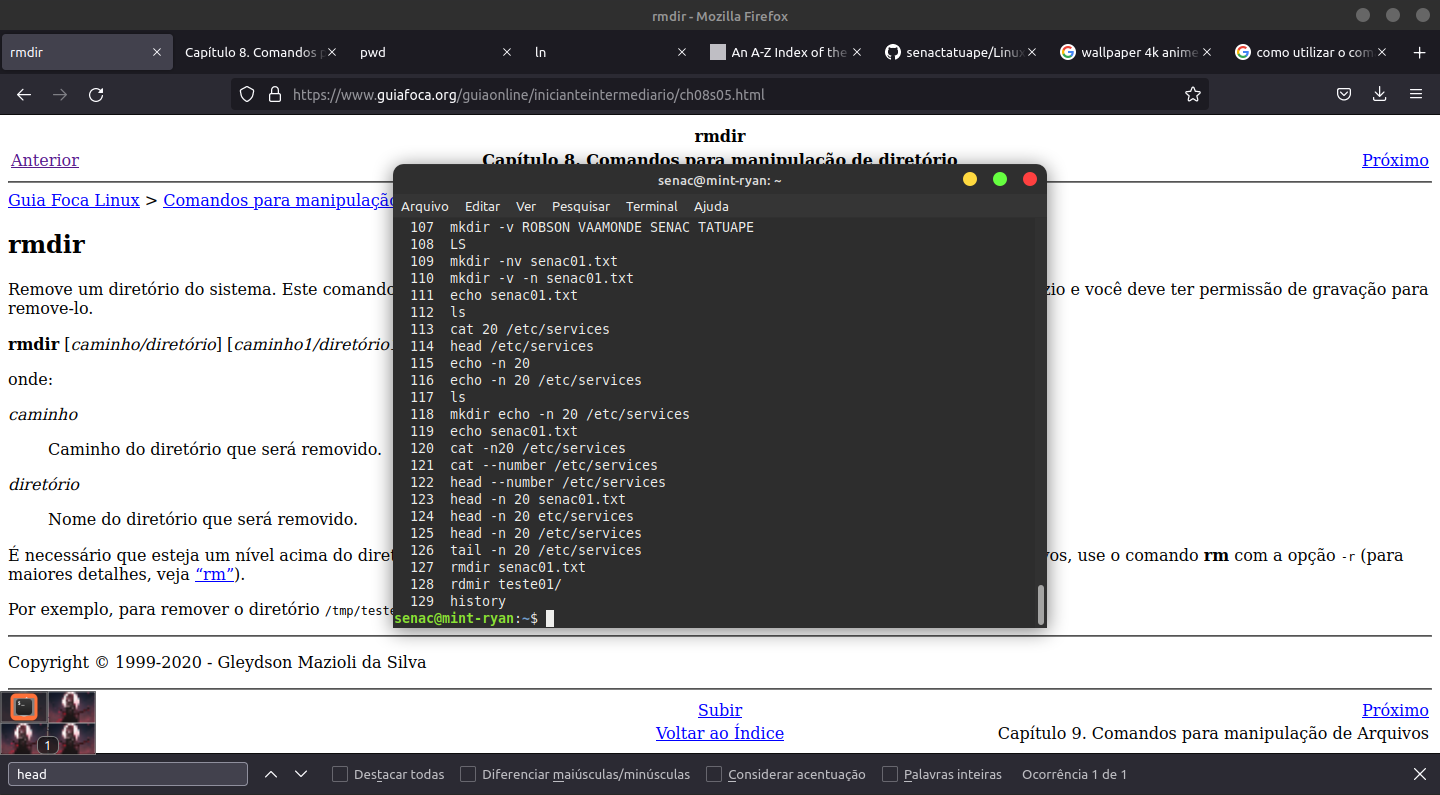 rmdir - Mozilla Firefox
rmdir
Capítulo 8. Comandos p
pwd
ln
An A-Z Index of the
senactatuape/Linux
wallpaper 4k anime
como utilizar o com
https://www.guiafoca.org/guiaonline/inicianteintermediario/ch08s05.html
rmdir
Anterior
Capítulo 8. Comandos para manipulação de diretório
Próximo
Guia Foca Linux > Comandos para manipulação
rmdir
Remove um diretório do sistema. Este comando
zio e você deve ter permissão de gravação para
remove-lo.
rmdir [caminho/diretório] [caminho1/diretório
onde:
caminho
Caminho do diretório que será removido.
diretório
Nome do diretório que será removido.
É necessário que esteja um nível acima do diret
vos, use o comando rm com a opção -r (para
maiores detalhes, veja “rm”).
Por exemplo, para remover o diretório /tmp/teste
Copyright © 1999-2020 - Gleydson Mazioli da Silva
Subir
Próximo
Voltar ao Índice
Capítulo 9. Comandos para manipulação de Arquivos
senac@mint-ryan: ~
Arquivo Editar Ver Pesquisar Terminal Ajuda
107 mkdir -v ROBSON VAAMONDE SENAC TATUAPE
108 LS
109 mkdir -nv senac01.txt
110 mkdir -v -n senac01.txt
111 echo senac01.txt
112 ls
113 cat 20 /etc/services
114 head /etc/services
115 echo -n 20
116 echo -n 20 /etc/services
117 ls
118 mkdir echo -n 20 /etc/services
119 echo senac01.txt
120 cat -n20 /etc/services
121 cat --number /etc/services
122 head --number /etc/services
123 head -n 20 senac01.txt
124 head -n 20 etc/services
125 head -n 20 /etc/services
126 tail -n 20 /etc/services
127 rmdir senac01.txt
128 rdmir teste01/
129 history
senac@mint-ryan:~$
1
head
Destacar todas
Diferenciar maiúsculas/minúsculas
Considerar acentuação
Palavras inteiras
Ocorrência 1 de 1